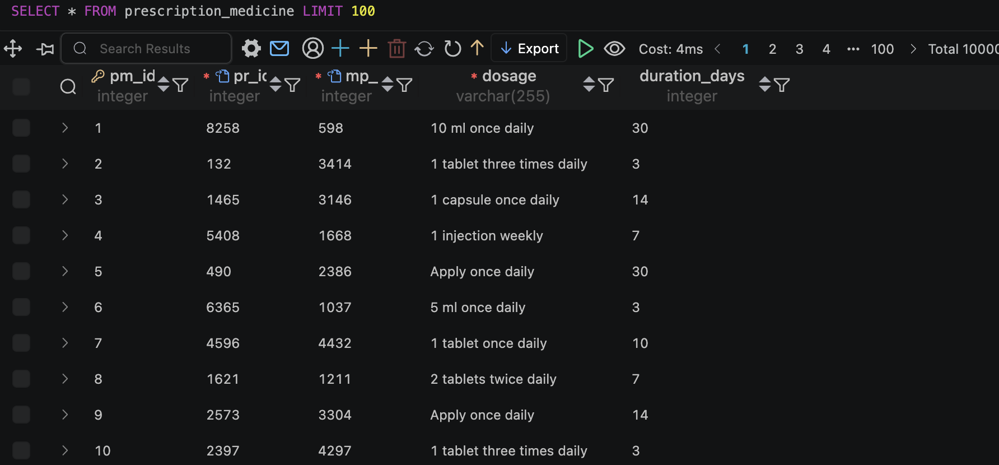 SELECT * FROM prescription_medicine LIMIT 100
Search Results Export Cost: 4ms 1 2 3 4 ••• 100 Total 10000
pm_id * pr_ic * mp_ * dosage duration_days
integer integer integer varchar(255) integer
1 8258 598 10 ml once daily 30
2 132 3414 1 tablet three times daily 3
3 1465 3146 1 capsule once daily 14
4 5408 1668 1 injection weekly 7
5 490 2386 Apply once daily 30
6 6365 1037 5 ml once daily 3
7 4596 4432 1 tablet once daily 10
8 1621 1211 2 tablets twice daily 7
9 2573 3304 Apply once daily 14
10 2397 4297 1 tablet three times daily 3